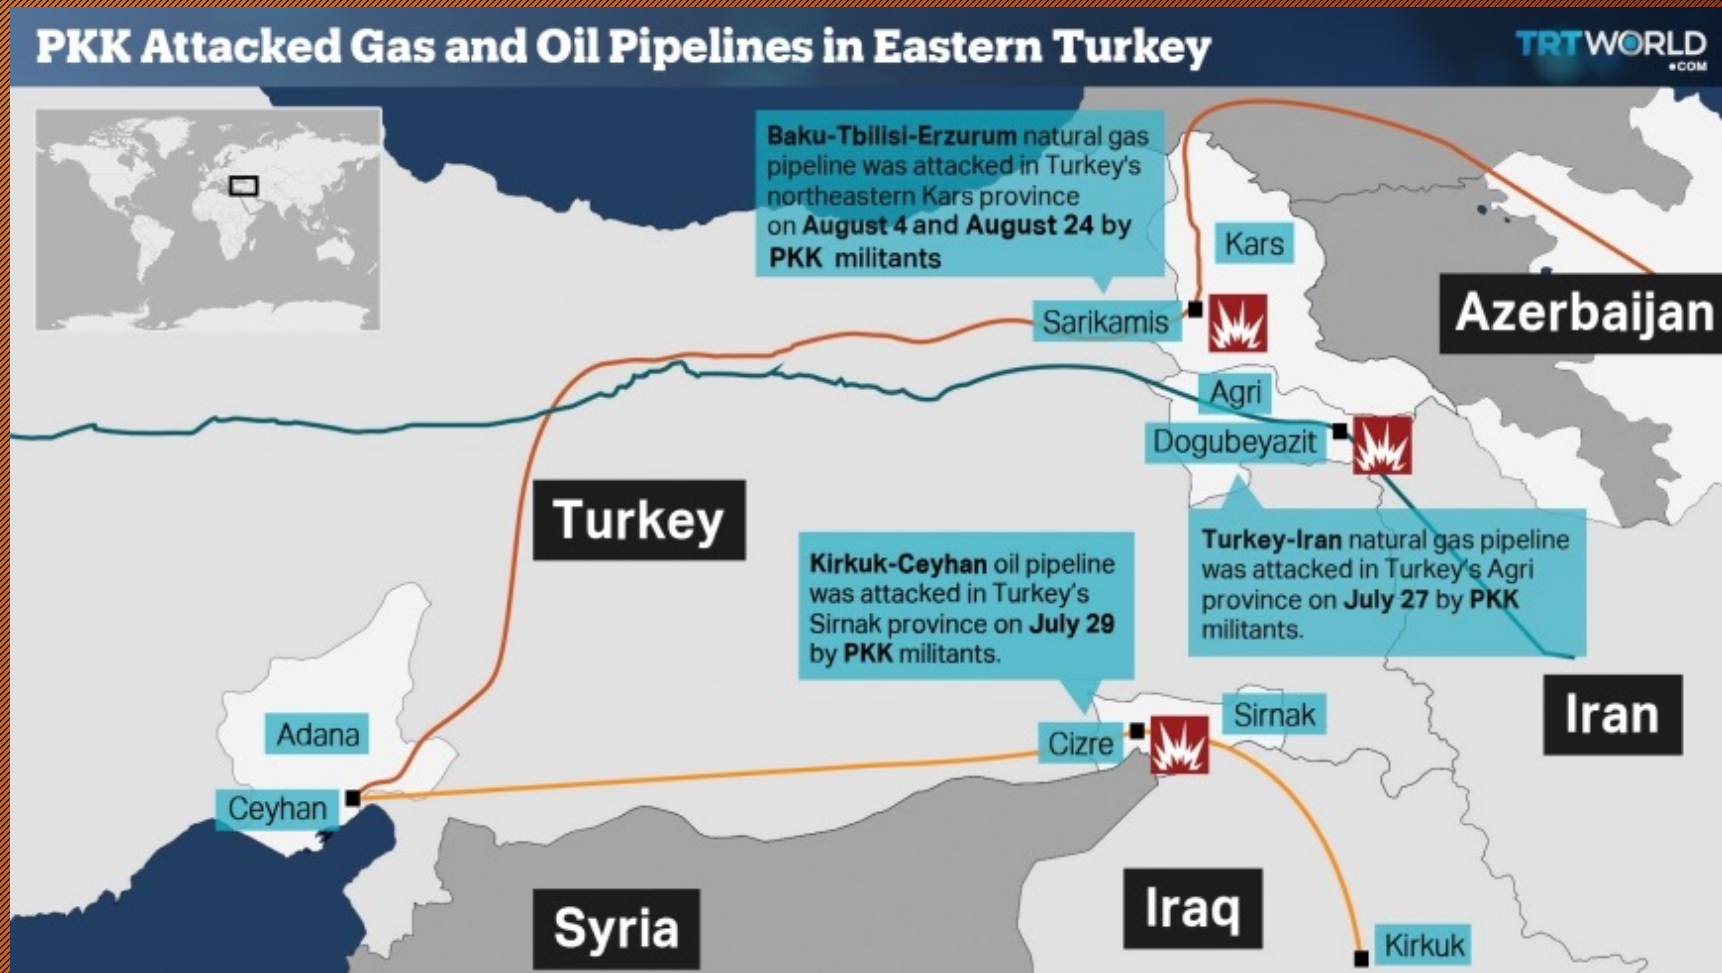 PKK Attacked Gas and Oil Pipelines in Eastern Turkey
TRTWORLD
.COM
Baku-Tbilisi-Erzurum natural gas
pipeline was attacked in Turkey's
northeastern Kars province
on August 4 and August 24 by
PKK militants
Kars
Azerbaijan
Sarikamis
Agri
Dogubeyazit
Turkey
Turkey-Iran natural gas pipeline
was attacked in Turkey's Agri
province on July 27 by PKK
militants.
Kirkuk-Ceyhan oil pipeline
was attacked in Turkey's
Sirnak province on July 29
by PKK militants.
Iran
Sirnak
Cizre
Adana
Ceyhan
Syria
Iraq
Kirkuk